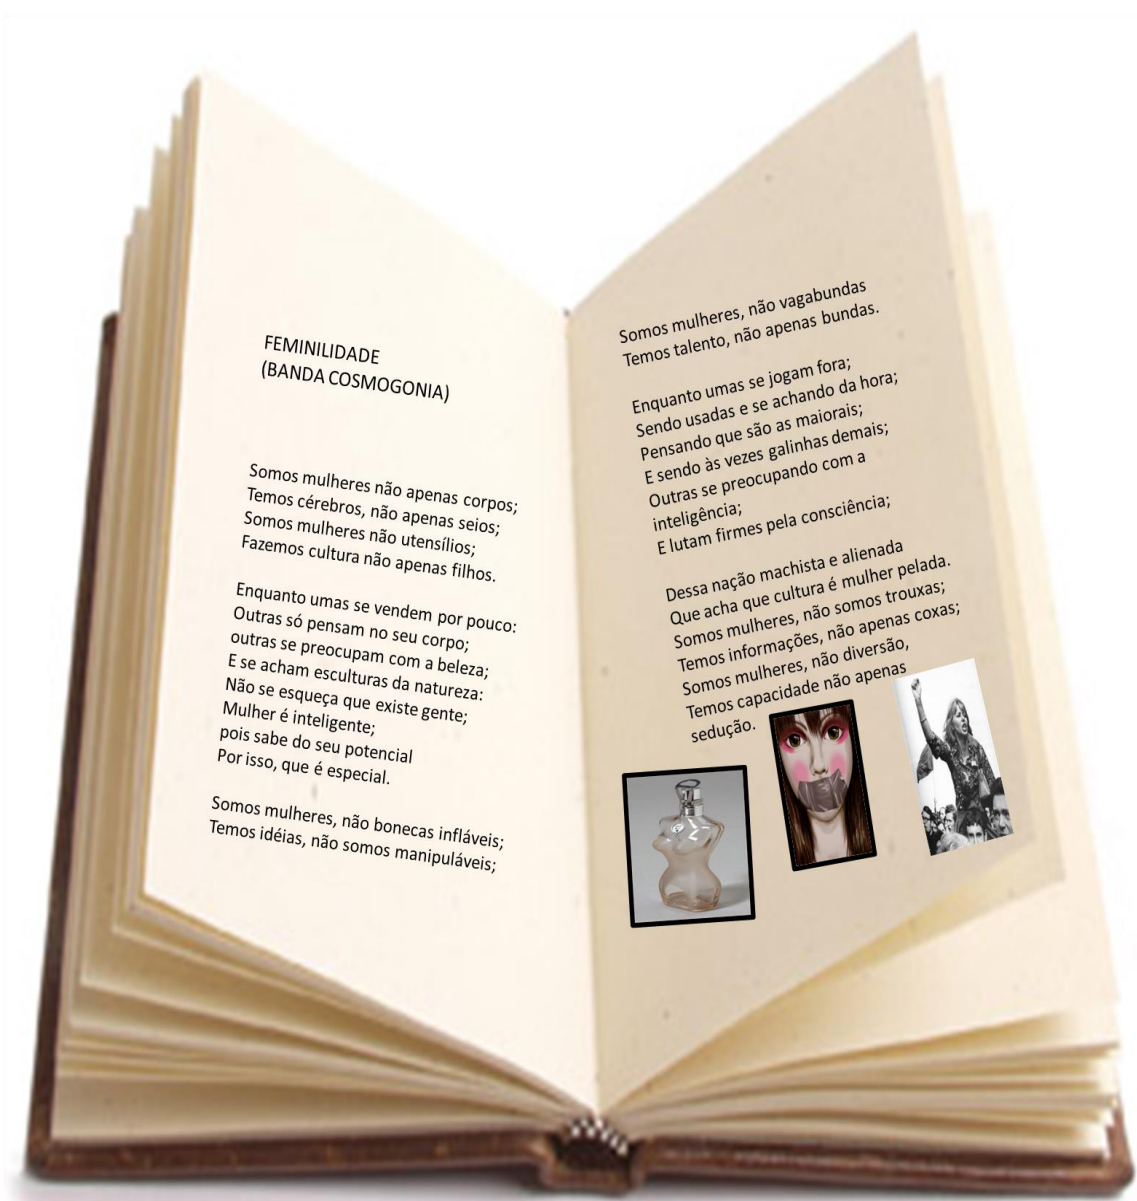 FEMINILIDADE
(BANDA COSMOGONIA)
Somos mulheres não apenas corpos;
Temos cérebros, não apenas seios;
Somos mulheres não utensílios;
Fazemos cultura não apenas filhos.
Enquanto umas se vendem por pouco:
Outras só pensam no seu corpo;
outras se preocupam com a beleza;
E se acham esculturas da natureza:
Não se esqueça que existe gente;
Mulher é inteligente;
pois sabe do seu potencial
Por isso, que é especial.
Somos mulheres, não bonecas infláveis;
Temos idéias, não somos manipuláveis;
Somos mulheres, não vagabundas
Temos talento, não apenas bundas.
Enquanto umas se jogam fora;
Sendo usadas e se achando da hora;
Pensando que são as maiorais;
E sendo às vezes galinhas demais;
Outras se preocupando com a
inteligência;
E lutam firmes pela consciência;
Dessa nação machista e alienada
Que acha que cultura é mulher pelada.
Somos mulheres, não somos trouxas;
Temos informações, não apenas coxas;
Somos mulheres, não diversão,
Temos capacidade não apenas
sedução.